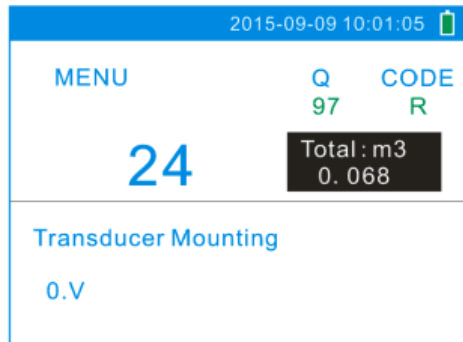 2015-09-09 10:01:05
MENU Q CODE
97 R
24 Total : m3
0. 068
Transducer Mounting
0.V